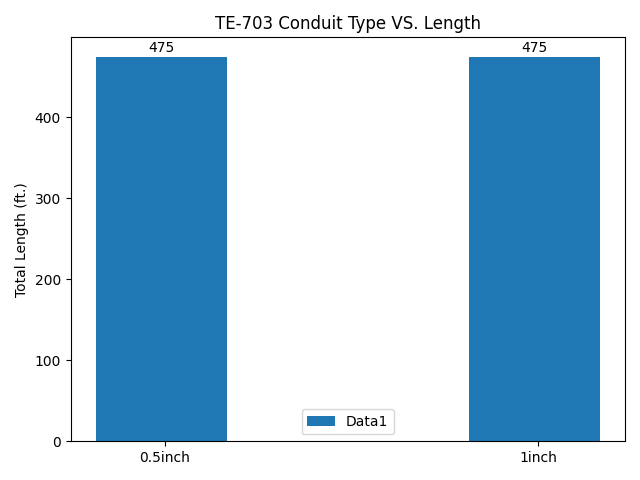 TE-703 Conduit Type VS. Length
475
475
Total Length (ft.)
400
300
200
100
0
Data1
0.5inch
1inch